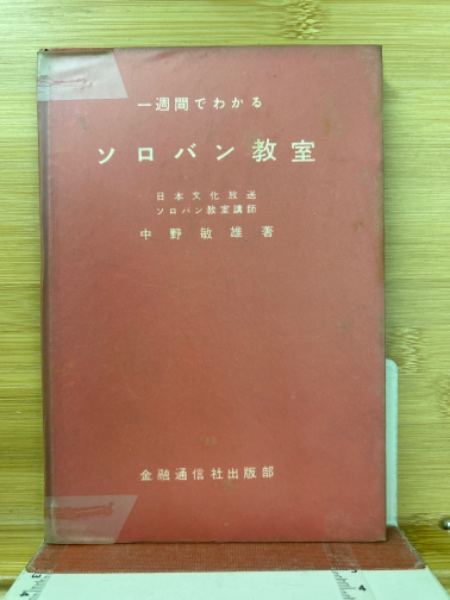 一週間でわかる
ソロバン教室
日本文化放送
ソロバン教室講師
中野敏雄著
金融通信社出版部